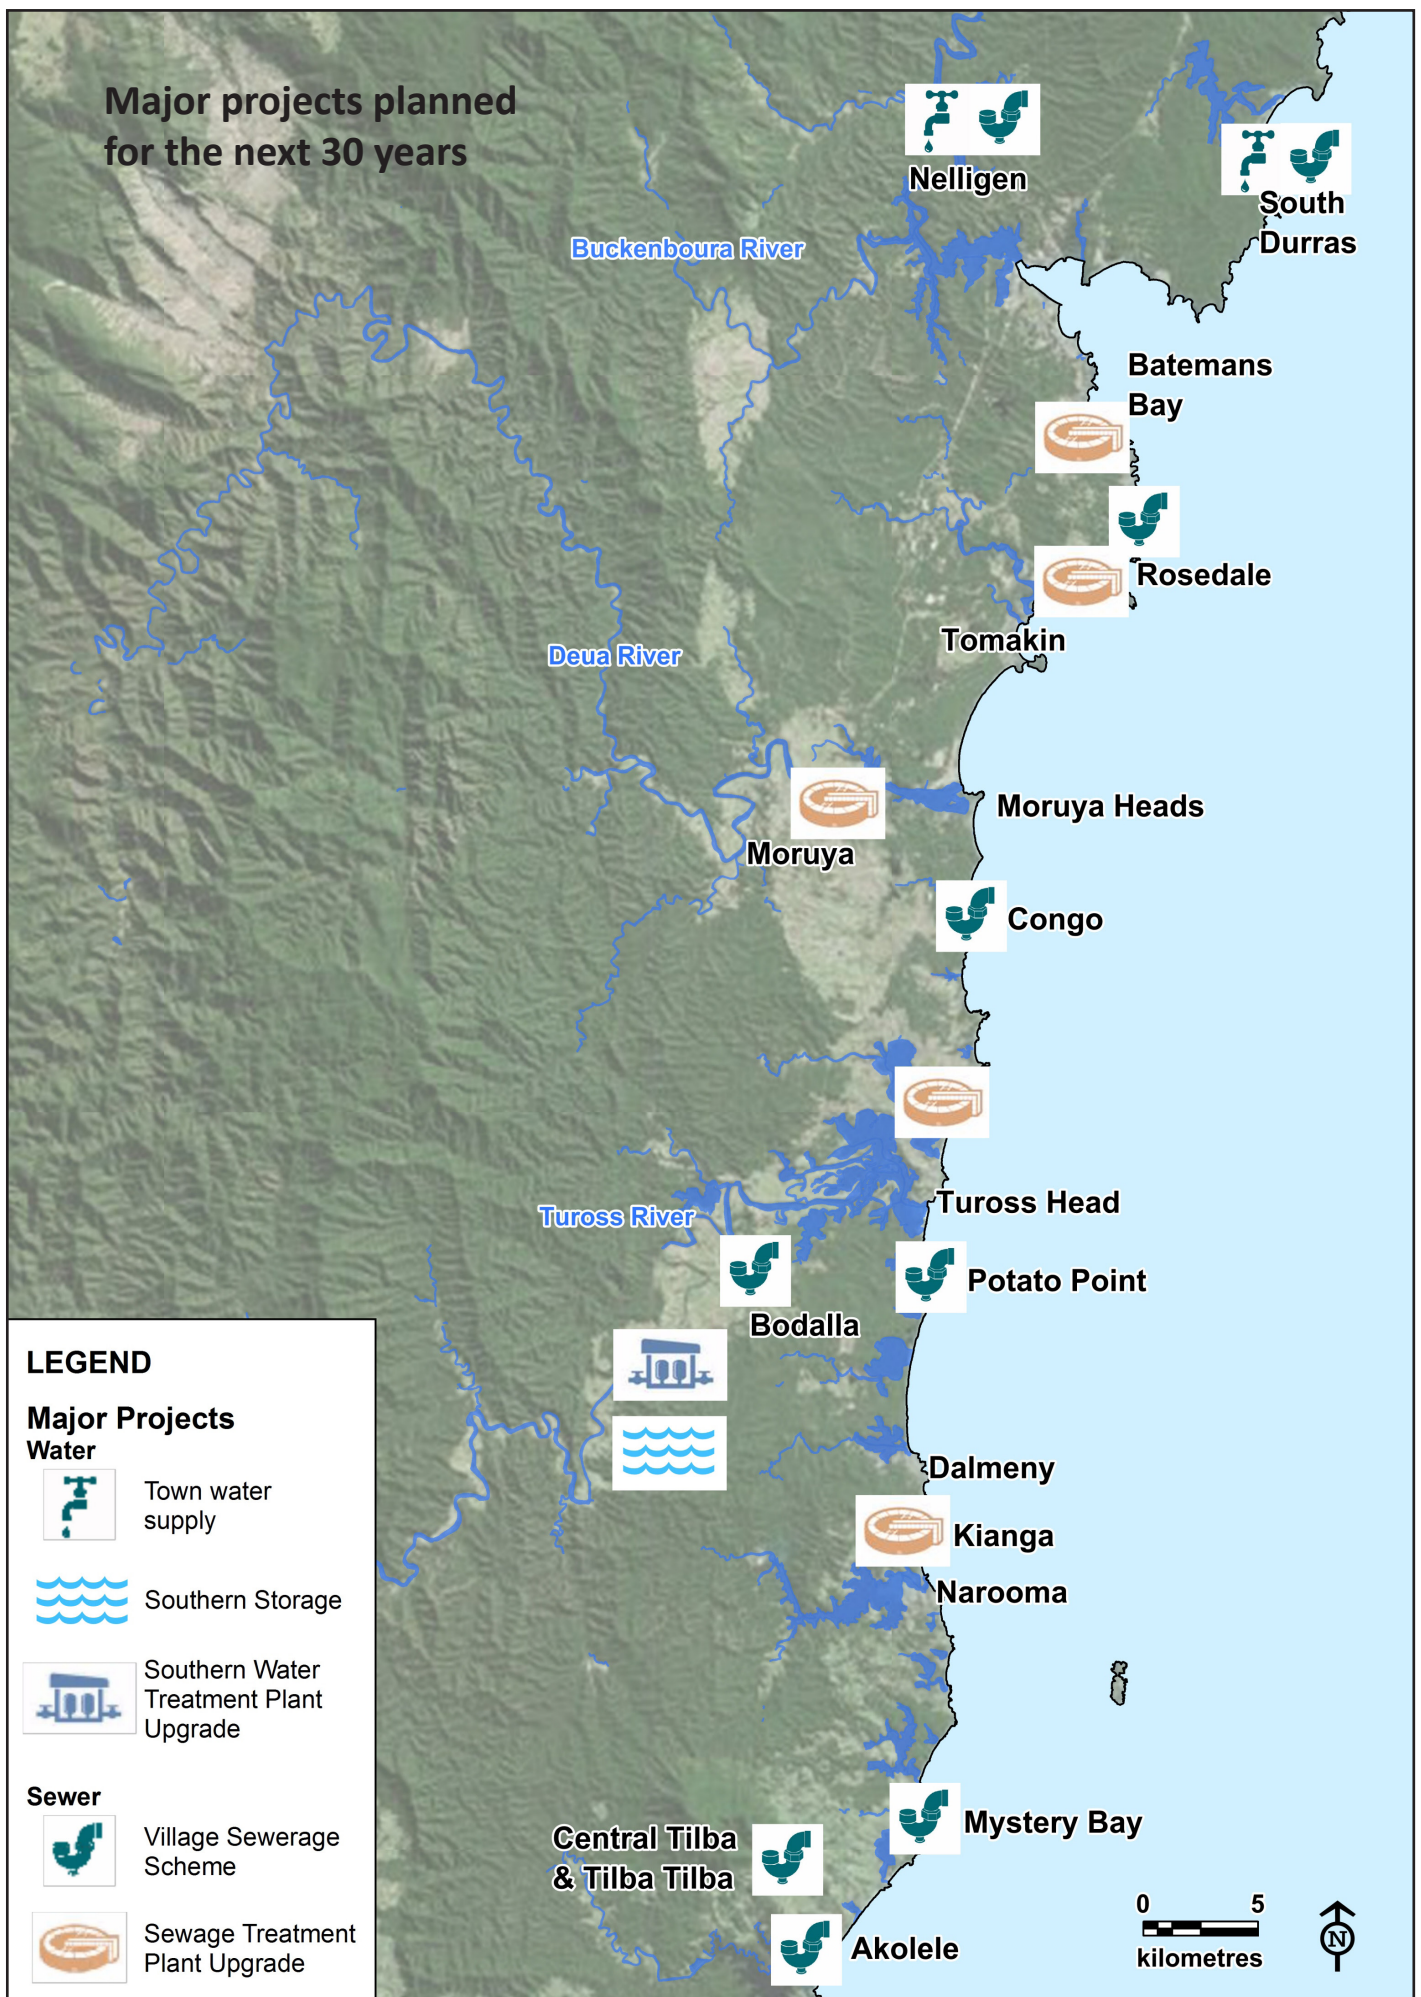 Major projects planned
for the next 30 years
Nelligen
South
Durras
Buckenboura River
Batemans
Bay
Rosedale
Tomakin
Deua River
Moruya Heads
Moruya
Congo
Tuross Head
Tuross River
Potato Point
Bodalla
Dalmeny
Kianga
Narooma
Mystery Bay
Central Tilba
& Tilba Tilba
Akolele
LEGEND
Major Projects
Water
Town water
supply
Southern Storage
Southern Water
Treatment Plant
Upgrade
Sewer
Village Sewerage
Scheme
Sewage Treatment
Plant Upgrade
0 5
kilometres
N